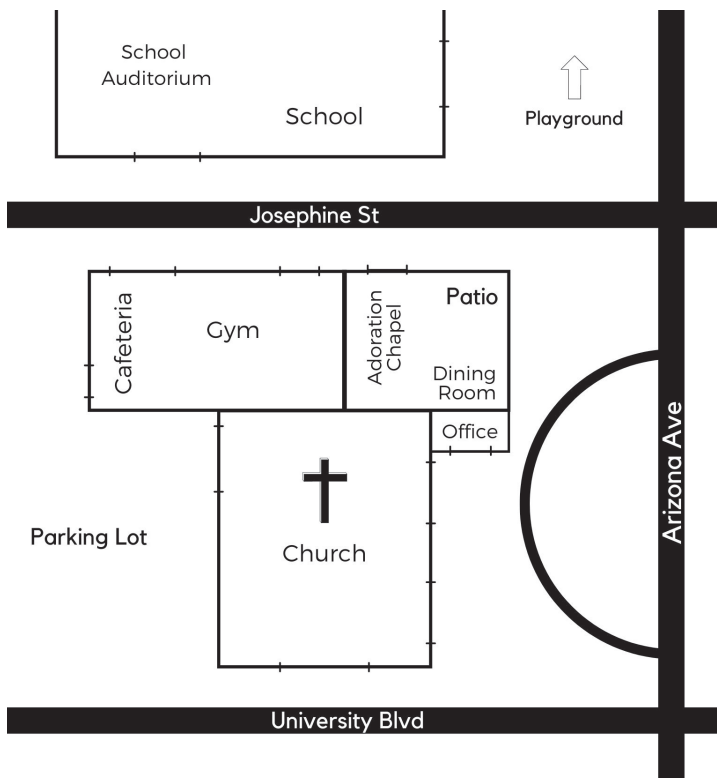 School
Auditorium
School
Playground
Josephine St
Cafeteria
Gym
Adoration
Chapel
Patio
Dining
Room
Office
Arizona Ave
Parking Lot
Church
University Blvd